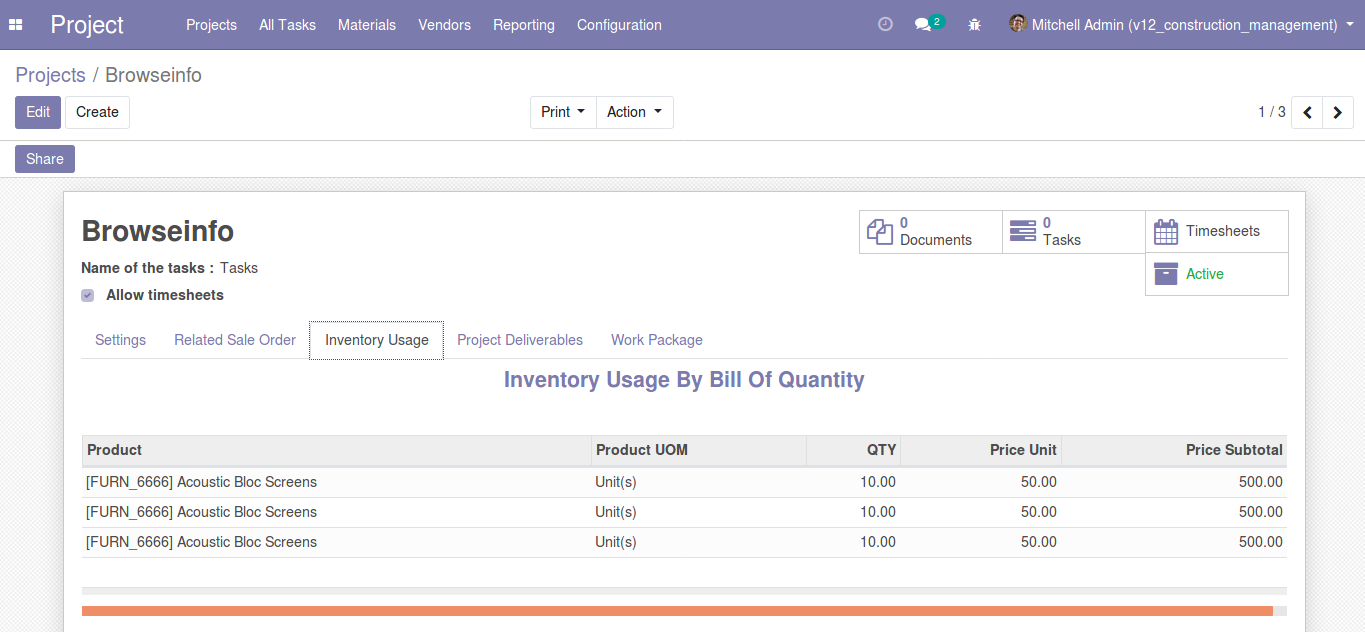 Project Projects All Tasks Materials Vendors Reporting Configuration 2 Mitchell Admin (v12_construction_management)
Projects / Browseinfo
Edit Create Print Action 1 / 3
Share
Browseinfo
0 Documents
0 Tasks
Timesheets
Active
Name of the tasks : Tasks
Allow timesheets
Settings Related Sale Order Inventory Usage Project Deliverables Work Package
Inventory Usage By Bill Of Quantity
Product Product UOM QTY Price Unit Price Subtotal
[FURN_6666] Acoustic Bloc Screens Unit(s) 10.00 50.00 500.00
[FURN_6666] Acoustic Bloc Screens Unit(s) 10.00 50.00 500.00
[FURN_6666] Acoustic Bloc Screens Unit(s) 10.00 50.00 500.00